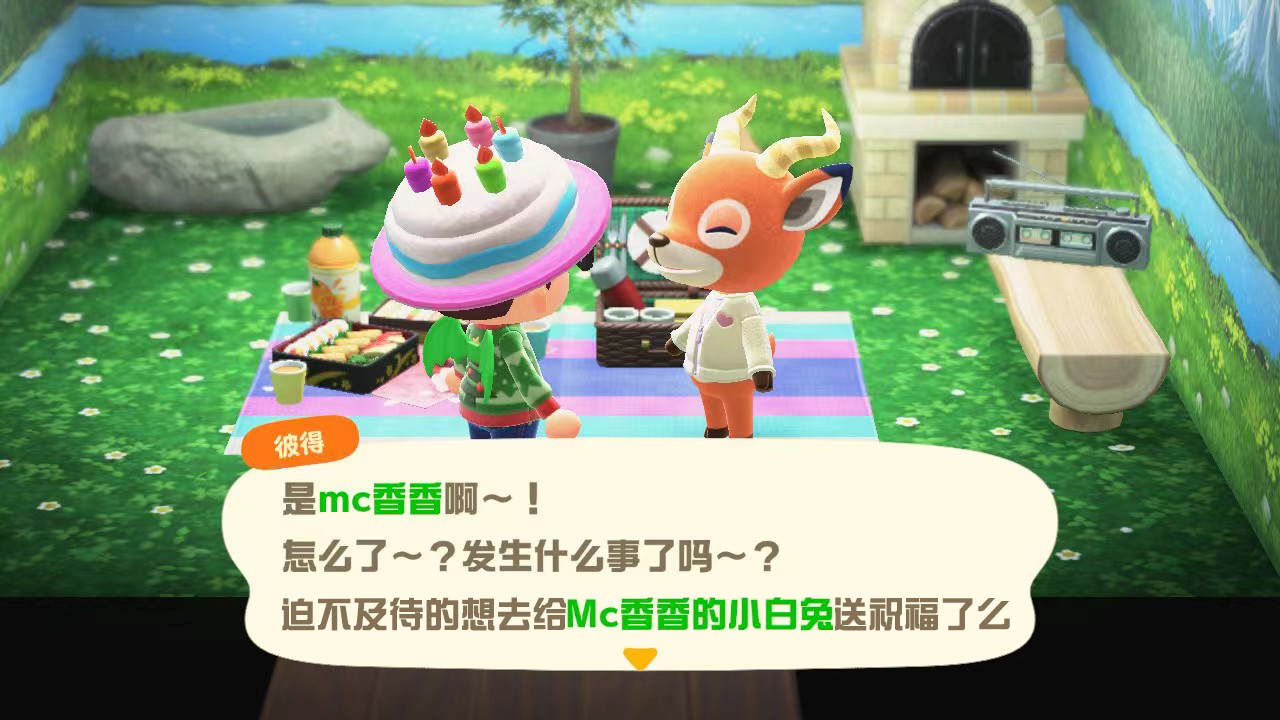 彼得
是mc香香啊～！
怎么了～？发生什么事了吗～？
迫不及待的想去给Mc香香的小白兔送祝福了么